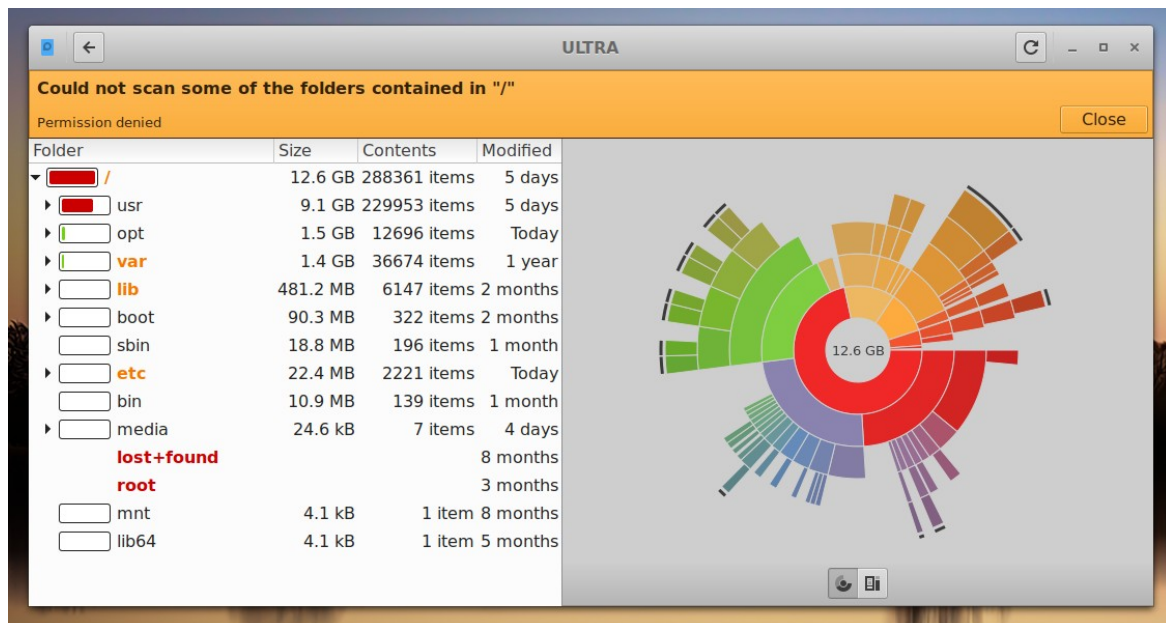 ULTRA
Could not scan some of the folders contained in "/"
Permission denied
Close
Folder Size Contents Modified
/ 12.6 GB 288361 items 5 days
usr 9.1 GB 229953 items 5 days
opt 1.5 GB 12696 items Today
var 1.4 GB 36674 items 1 year
lib 481.2 MB 6147 items 2 months
boot 90.3 MB 322 items 2 months
sbin 18.8 MB 196 items 1 month
etc 22.4 MB 2221 items Today
bin 10.9 MB 139 items 1 month
media 24.6 kB 7 items 4 days
lost+found 8 months
root 3 months
mnt 4.1 kB 1 item 8 months
lib64 4.1 kB 1 item 5 months
12.6 GB